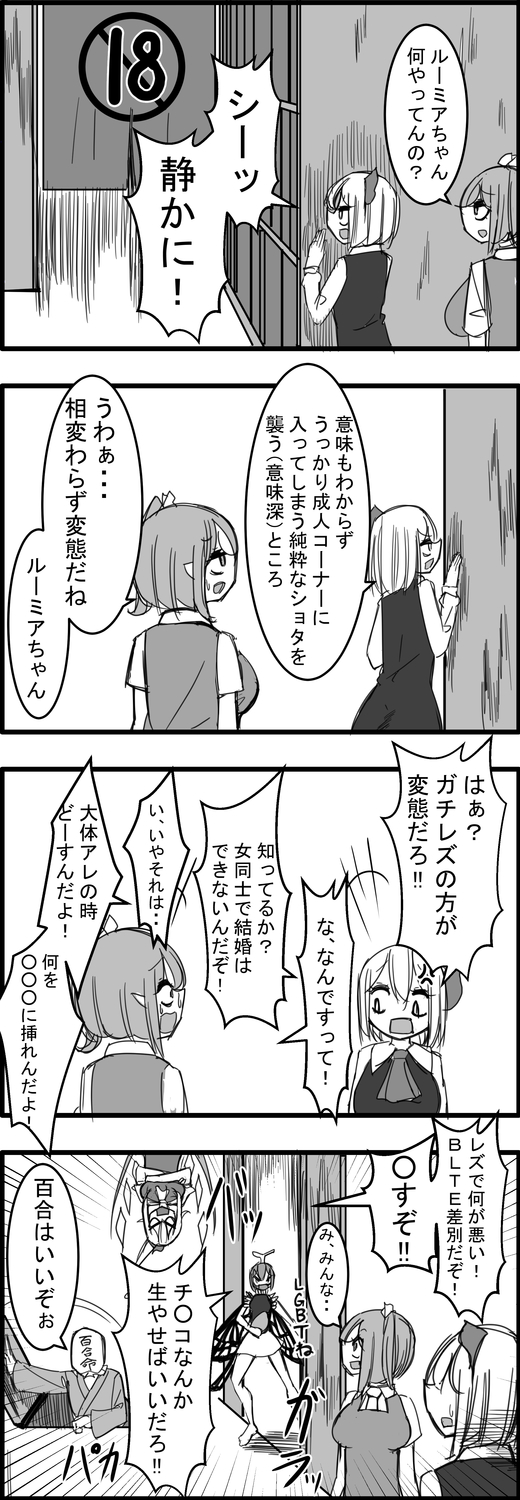 ルーミアちゃん
何やってんの？
シーッ
静かに！
18
意味もわからず
うっかり成人コーナーに
入ってしまう純粋なショタを
襲う(意味深)ところ
うわぁ・・・
相変わらず変態だね
ルーミアちゃん
はぁ？
ガチレズの方が
変態だろ!!
な、なんですって！
知ってるか？
女同士で結婚は
できないんだぞ！
い、いやそれは・・
大体アレの時
どーすんだよ！
何を
〇〇〇に挿れんだよ！
レズで何が悪い！
BLTE差別だぞ！
〇すぞ!!
み、みんな・・
LGBTね
ガラッ
バッ
チ〇コなんか
生やせばいいだろ!!
百合はいいぞぉ
百合命
パカ